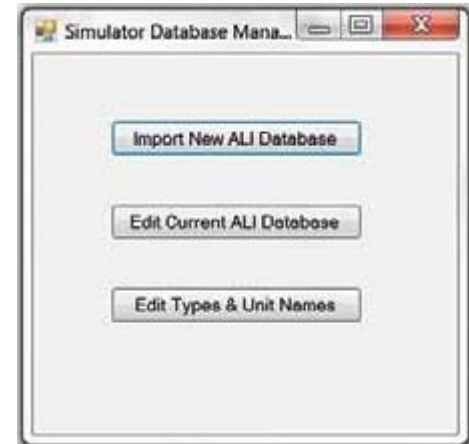 Simulator Database Mana...
Import New ALI Database
Edit Current ALI Database
Edit Types & Unit Names